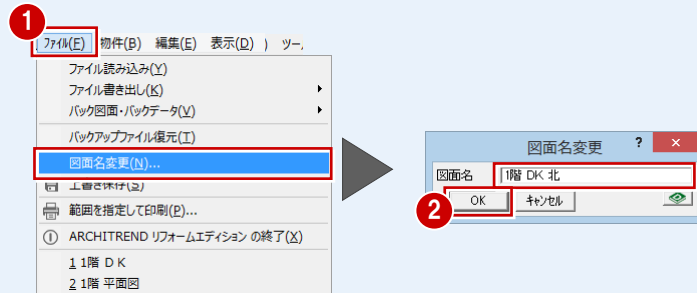 1
ファイル(F) 物件(B) 編集(E) 表示(D) ) ツー
ファイル読み込み(Y)
ファイル書き出し(K)
バック図面・バックデータ(V)
バックアップファイル復元(T)
図面名変更(N)...
上書き保存(S)
範囲を指定して印刷(P)...
ARCHITREND リフォームエディション の終了(X)
1 1階 ＤＫ
2 1階 平面図
図面名変更 ? ×
図面名 1階 DK 北
2
OK キャンセル